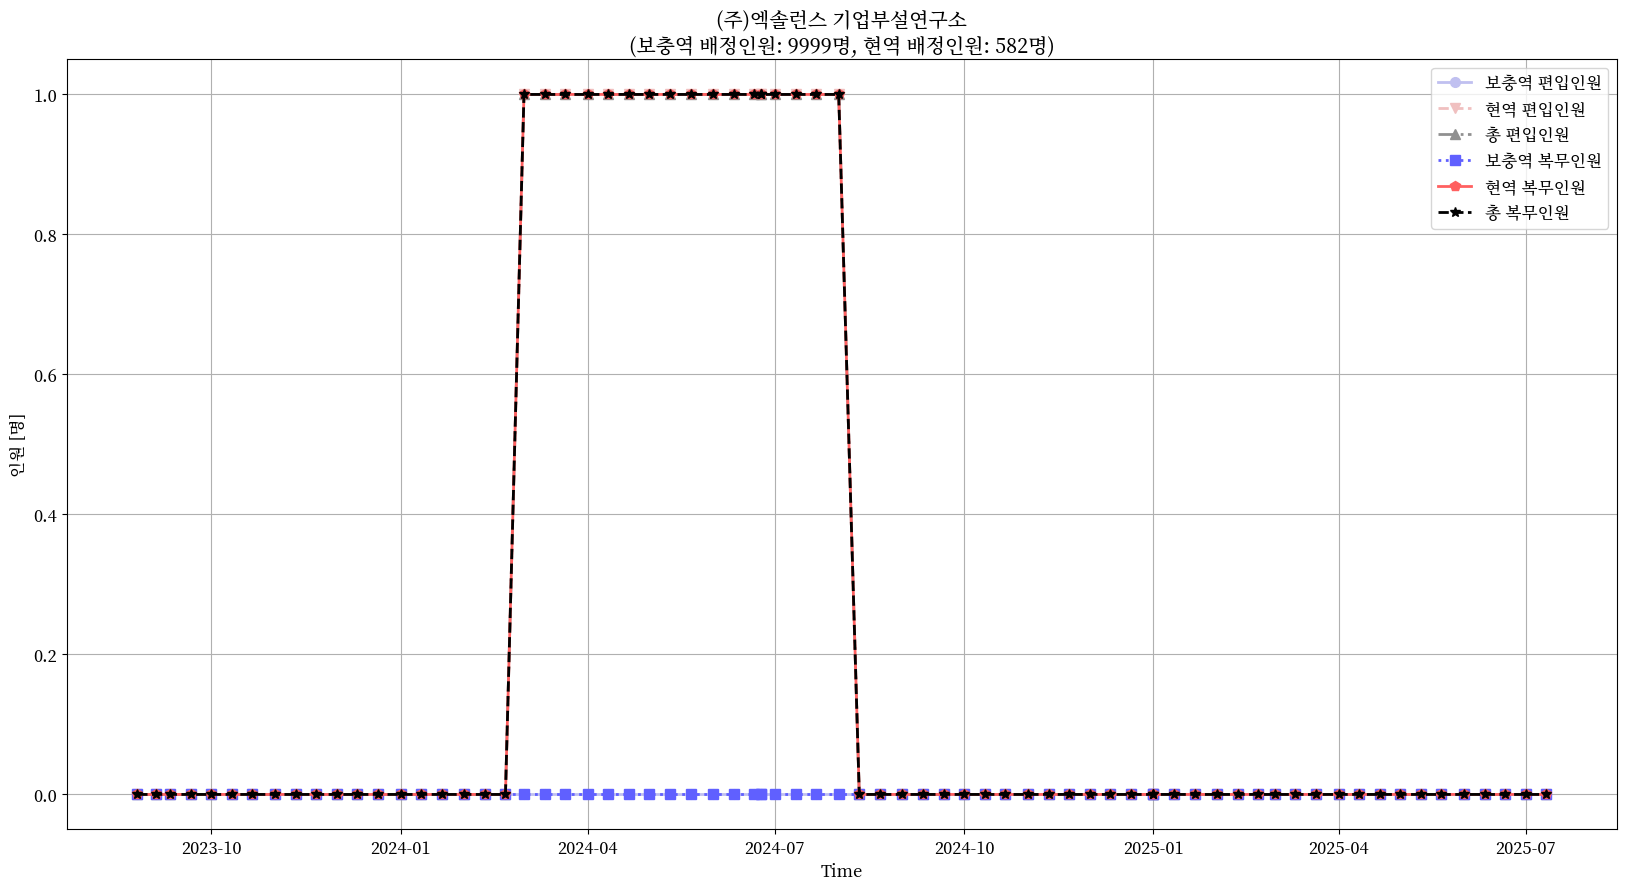 (주)엑솔런스 기업부설연구소
(보충역 배정인원: 9999명, 현역 배정인원: 582명)
보충역 편입인원
현역 편입인원
총 편입인원
보충역 복무인원
현역 복무인원
총 복무인원
인원 [명]
1.0
0.8
0.6
0.4
0.2
0.0
2023-10
2024-01
2024-04
2024-07
2024-10
2025-01
2025-04
2025-07
Time